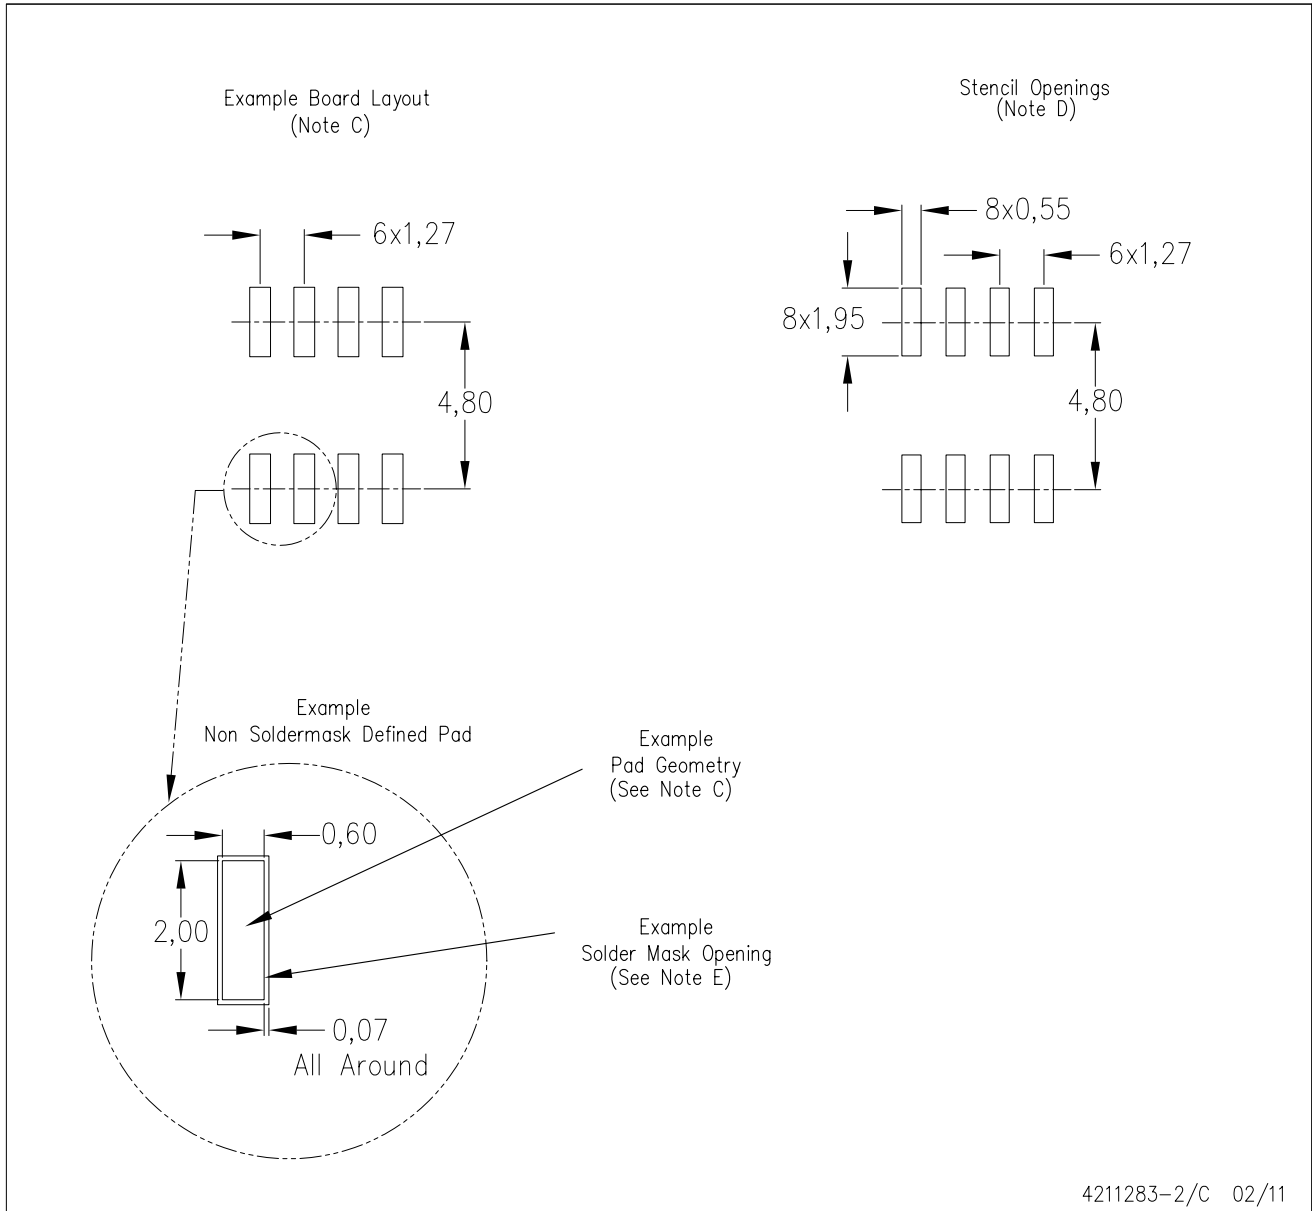 Example Board Layout
(Note C)
6x1,27
4,80
Stencil Openings
(Note D)
8x0,55
6x1,27
8x1,95
4,80
Example
Non Soldermask Defined Pad
0,60
2,00
0,07
All Around
Example
Pad Geometry
(See Note C)
Example
Solder Mask Opening
(See Note E)
4211283-2/C 02/11